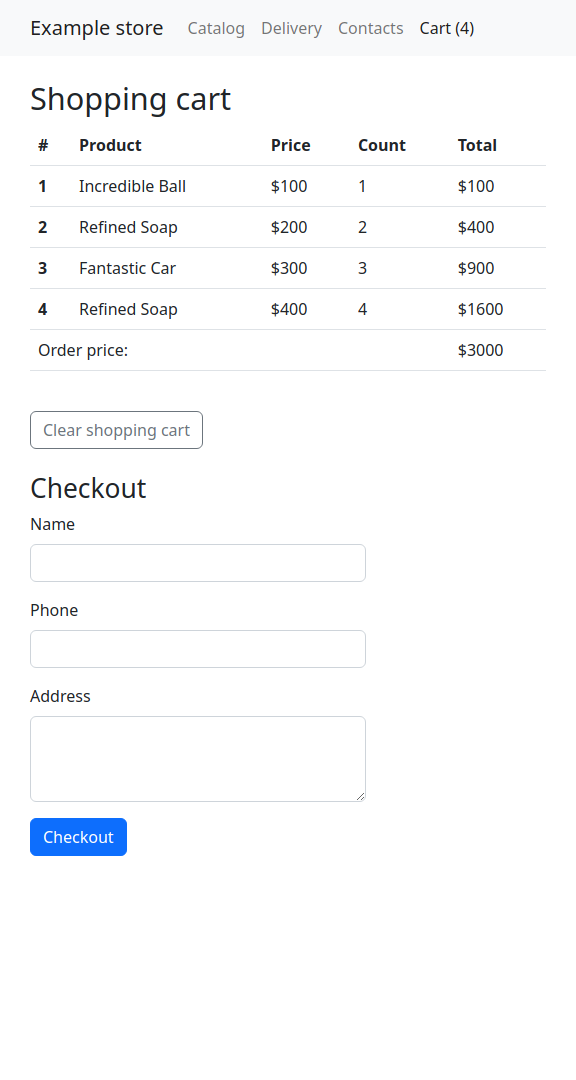 Example store Catalog Delivery Contacts Cart (4)
Shopping cart
# Product Price Count Total
1 Incredible Ball $100 1 $100
2 Refined Soap $200 2 $400
3 Fantastic Car $300 3 $900
4 Refined Soap $400 4 $1600
Order price: $3000
Clear shopping cart
Checkout
Name
Phone
Address
Checkout